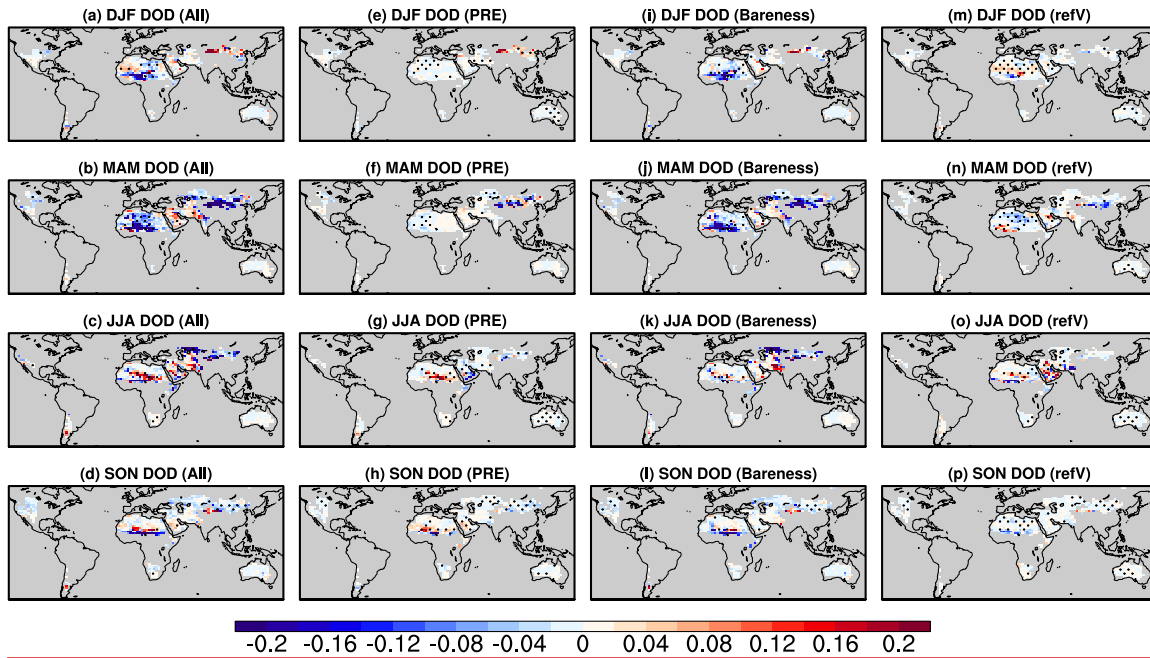 (a) DJF DOD (All) (e) DJF DOD (PRE) (i) DJF DOD (Bareness) (m) DJF DOD (refV)
(b) MAM DOD (All) (f) MAM DOD (PRE) (j) MAM DOD (Bareness) (n) MAM DOD (refV)
(c) JJA DOD (All) (g) JJA DOD (PRE) (k) JJA DOD (Bareness) (o) JJA DOD (refV)
(d) SON DOD (All) (h) SON DOD (PRE) (l) SON DOD (Bareness) (p) SON DOD (refV)
-0.2 -0.16 -0.12 -0.08 -0.04 0 0.04 0.08 0.12 0.16 0.2